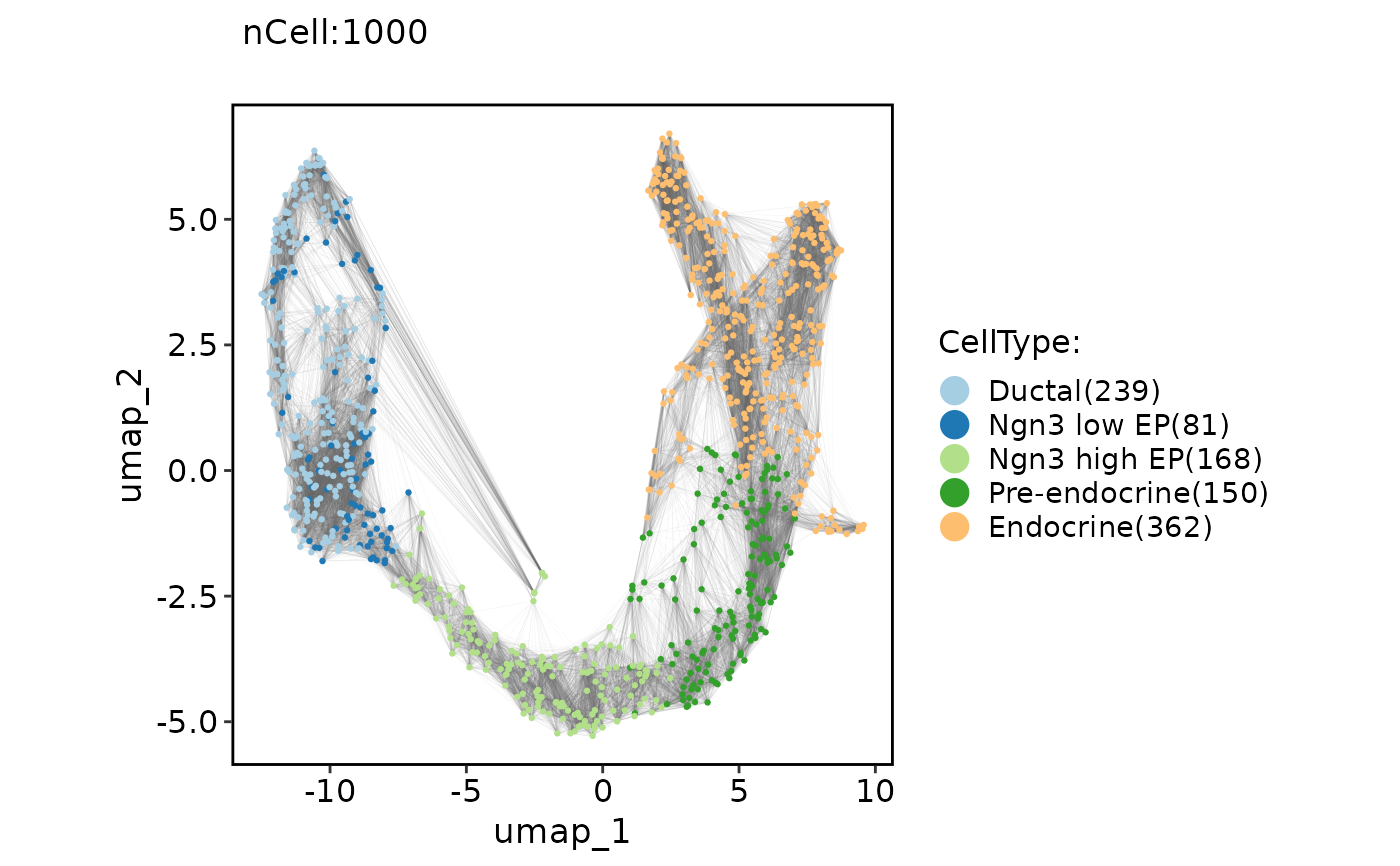 nCell:1000
5.0
2.5
0.0
-2.5
-5.0
umap_2
-10
-5
0
5
10
umap_1
CellType:
Ductal(239)
Ngn3 low EP(81)
Ngn3 high EP(168)
Pre-endocrine(150)
Endocrine(362)